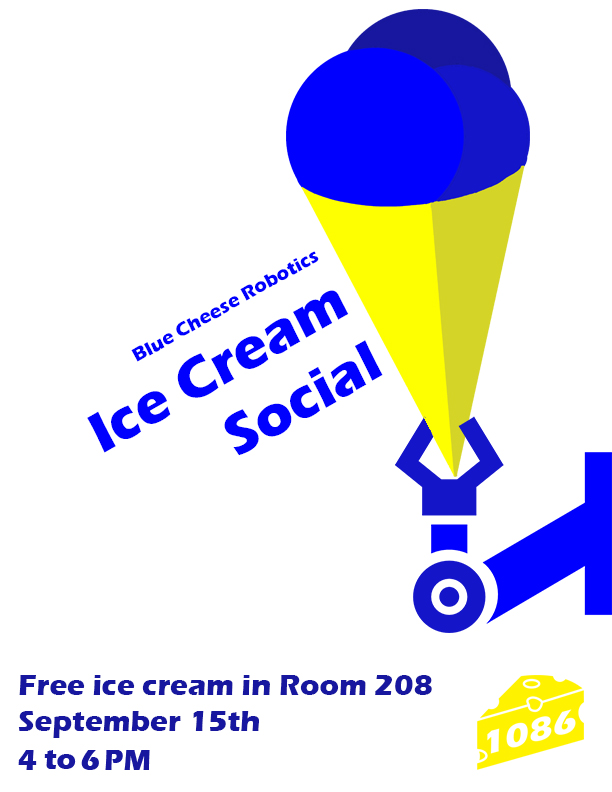 Blue Cheese Robotics
Ice Cream
Social
Free ice cream in Room 208
September 15th
4 to 6 PM
1086